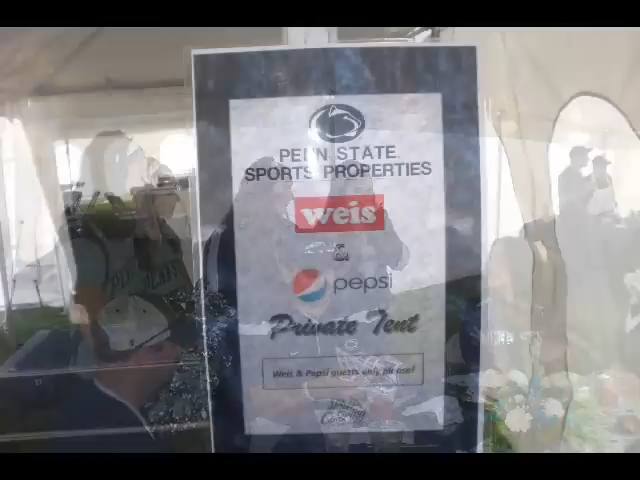 PENN STATE
SPORTS PROPERTIES
weis
&
pepsi
Private Tent
Weis & Pepsi guests only please!